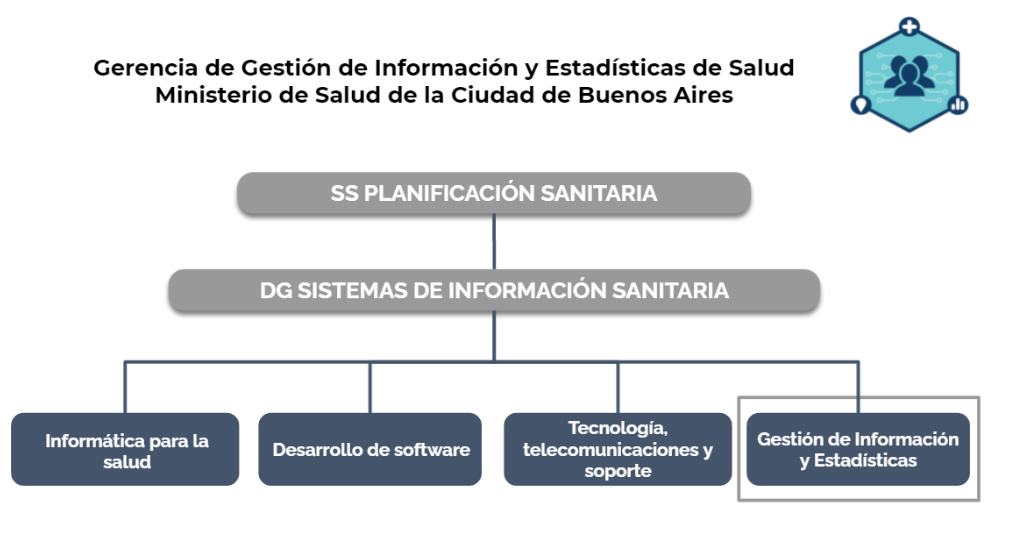 Gerencia de Gestión de Información y Estadísticas de Salud
Ministerio de Salud de la Ciudad de Buenos Aires
SS PLANIFICACIÓN SANITARIA
DG SISTEMAS DE INFORMACIÓN SANITARIA
Informática para la
salud
Desarrollo de software
Tecnología,
telecomunicaciones y
soporte
Gestión de Información
y Estadísticas